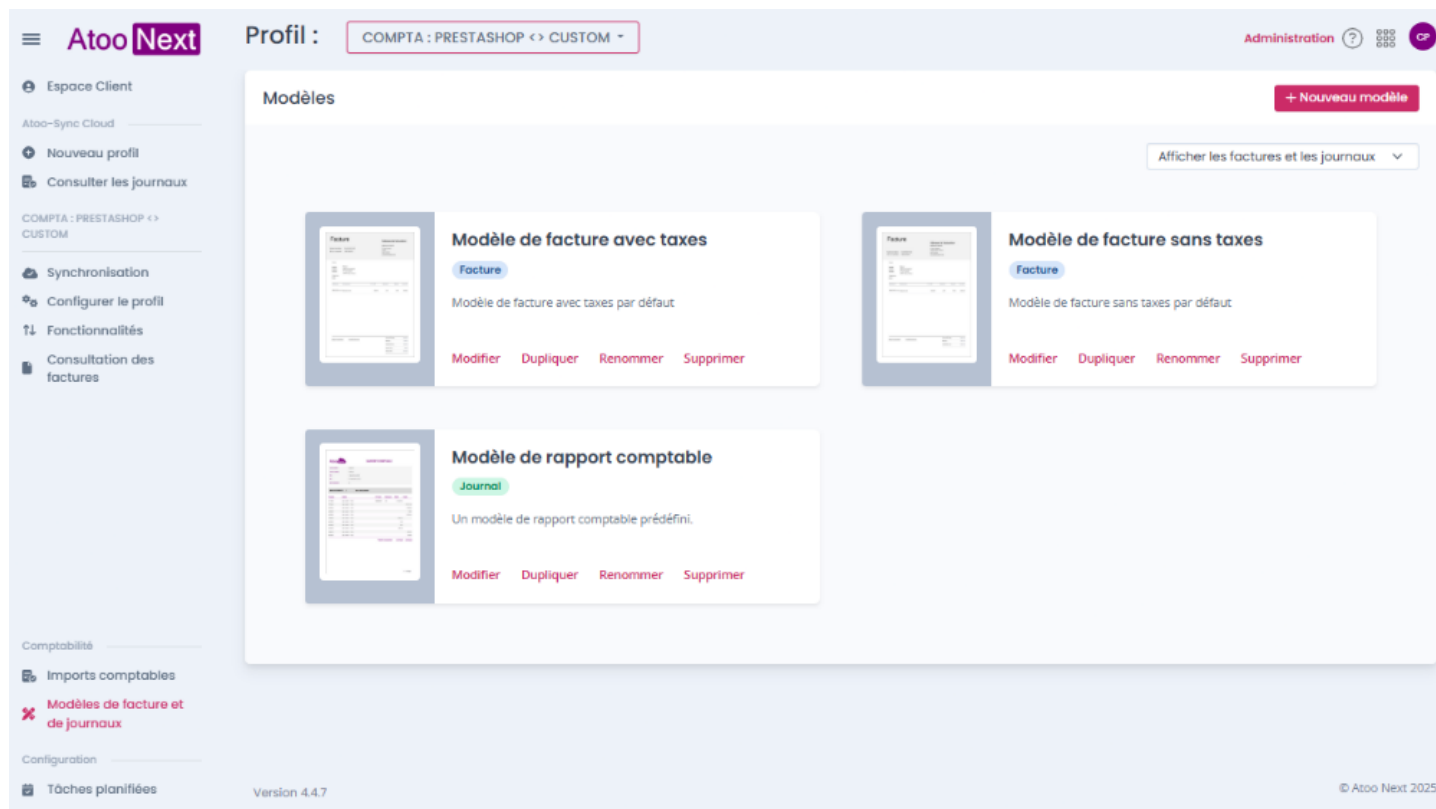 Atoo Next
Profil :
COMPTA : PRESTASHOP <> CUSTOM
Administration
?
CP
Espace Client
Atoo-Sync Cloud
Nouveau profil
Consulter les journaux
COMPTA : PRESTASHOP <>
CUSTOM
Synchronisation
Configurer le profil
Fonctionnalités
Consultation des
factures
Comptabilité
Imports comptables
Modèles de facture et
de journaux
Configuration
Tâches planifiées
Modèles
+ Nouveau modèle
Afficher les factures et les journaux
Facture
Modèle de facture avec taxes
Facture
Modèle de facture avec taxes par défaut
Modifier Dupliquer Renommer Supprimer
Facture
Modèle de facture sans taxes
Facture
Modèle de facture sans taxes par défaut
Modifier Dupliquer Renommer Supprimer
Modèle de rapport comptable
Journal
Un modèle de rapport comptable prédéfini.
Modifier Dupliquer Renommer Supprimer
Version 4.4.7
© Atoo Next 2025